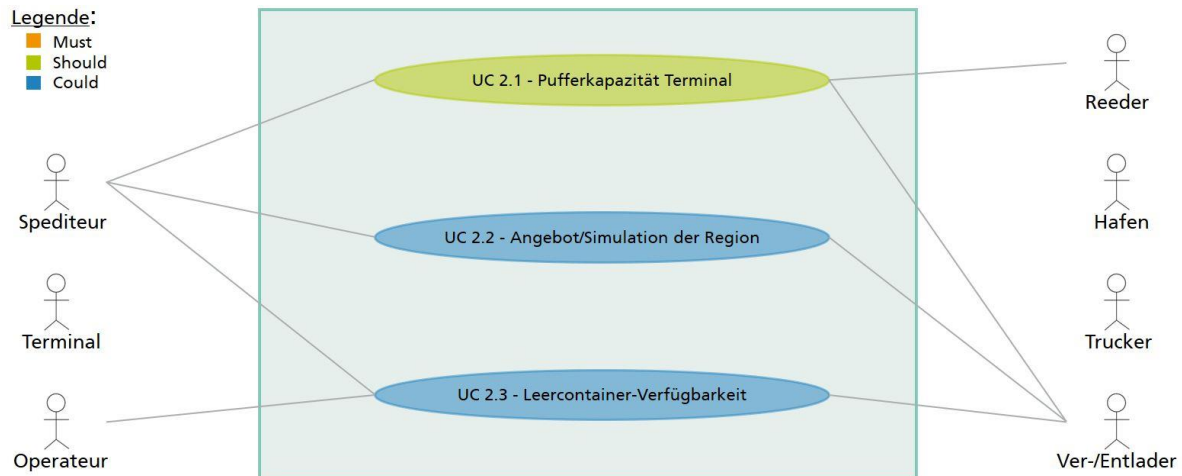 Legende:
Must
Should
Could
UC 2.1 - Pufferkapazität Terminal
Reeder
Spediteur
Hafen
UC 2.2 - Angebot/Simulation der Region
Terminal
Trucker
UC 2.3 - Leercontainer-Verfügbarkeit
Operateur
Ver-/Entlader